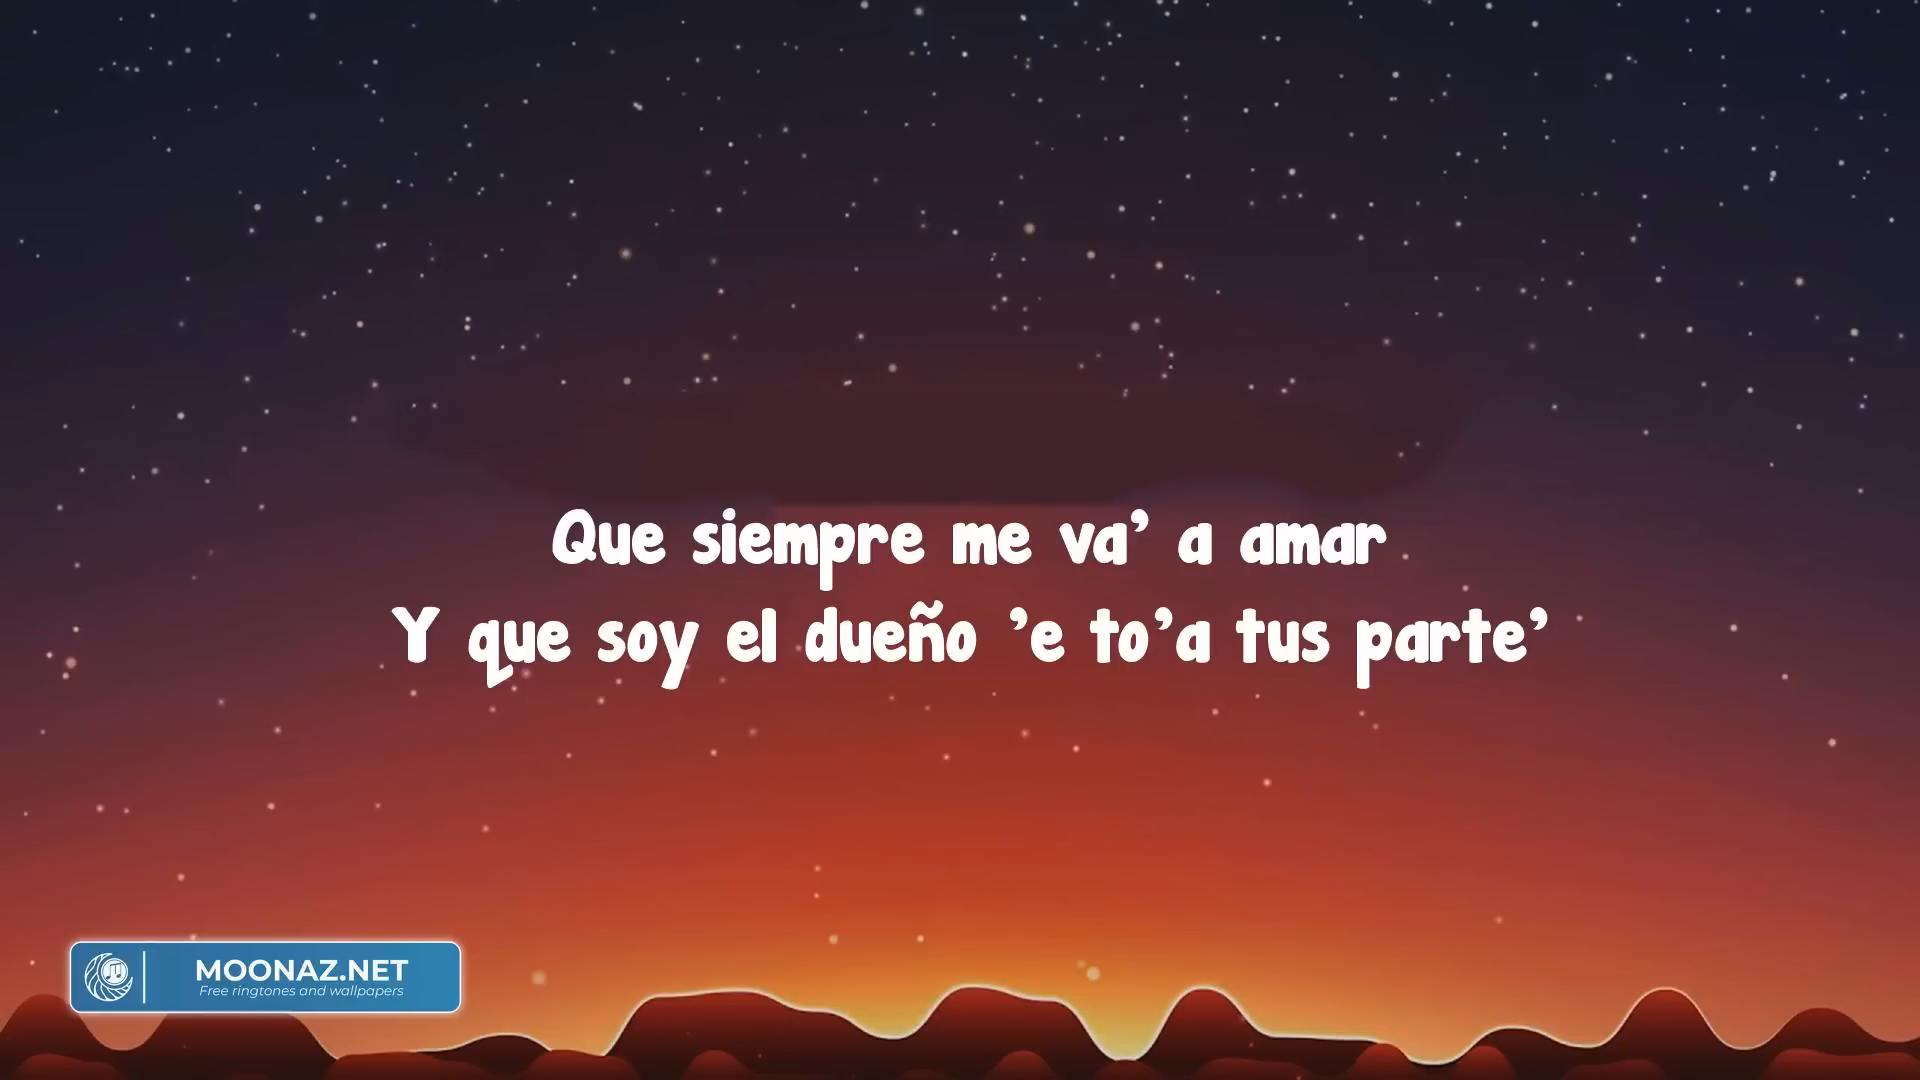 Que siempre me va' a amar
Y que soy el dueño 'e to'a tus parte'
MOONAZ.NET
Free ringtones and wallpapers